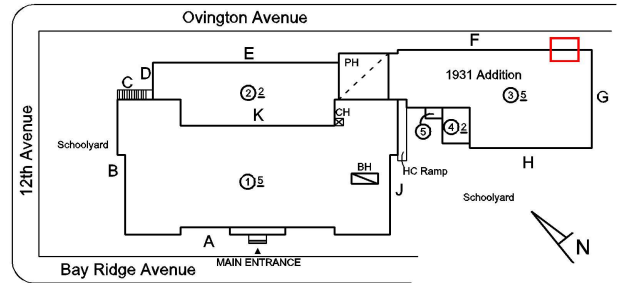 Ovington Avenue
E
F
PH
D
1931 Addition
C
2 2
3 5
G
K
CH
5
4 2
12th Avenue
Schoolyard
B
1 5
BH
HC Ramp
H
J
Schoolyard
A
N
MAIN ENTRANCE
Bay Ridge Avenue